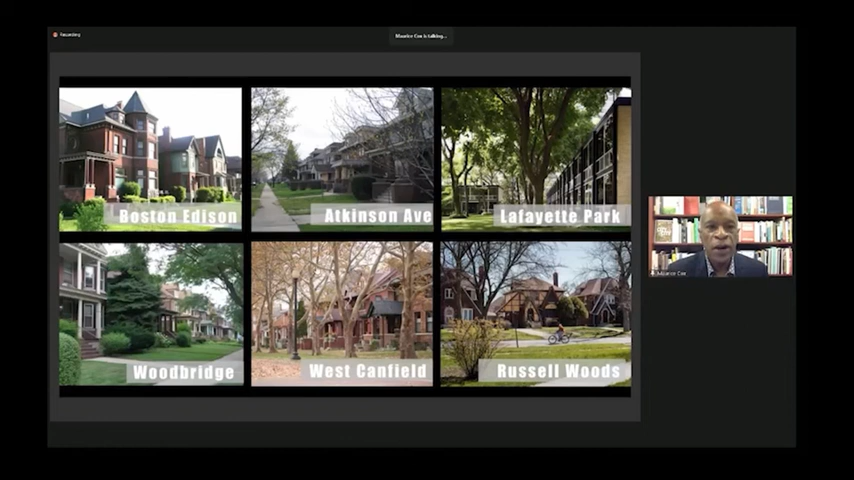 Recording
Maurice Cox is talking...
Boston Edison
Atkinson Ave
Lafayette Park
Maurice Cox
Woodbridge
West Canfield
Russell Woods